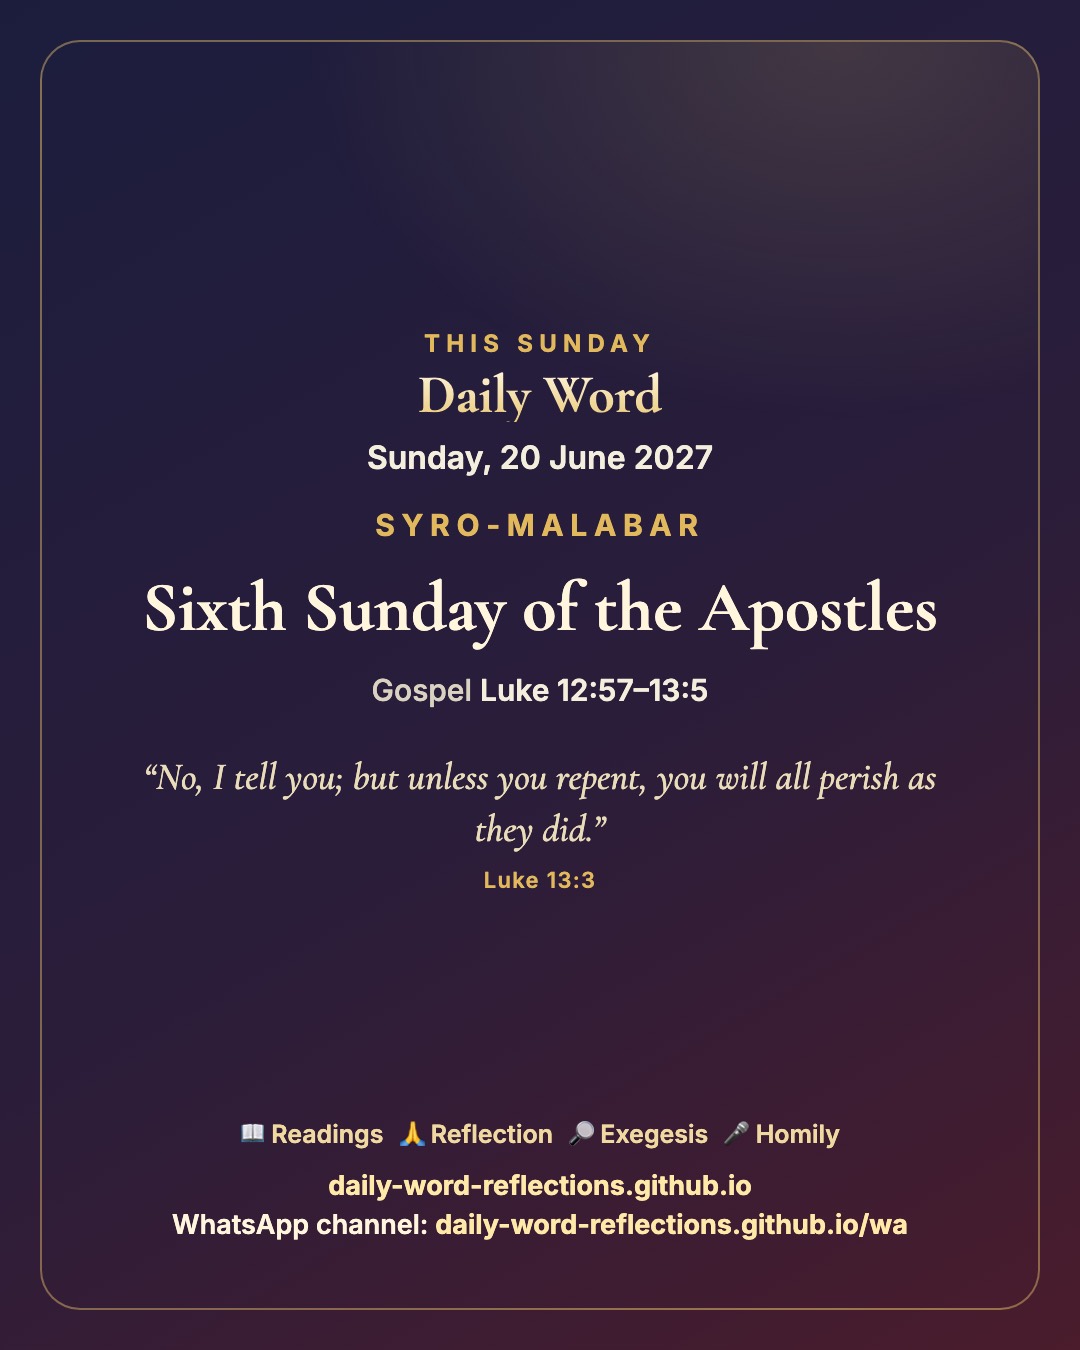 THIS SUNDAY
Daily Word
Sunday, 20 June 2027
SYRO-MALABAR
Sixth Sunday of the Apostles
Gospel Luke 12:57–13:5
“No, I tell you; but unless you repent, you will all perish as
they did.”
Luke 13:3
📖 Readings 🙏 Reflection 🔎 Exegesis 🎤 Homily
daily-word-reflections.github.io
WhatsApp channel: daily-word-reflections.github.io/wa